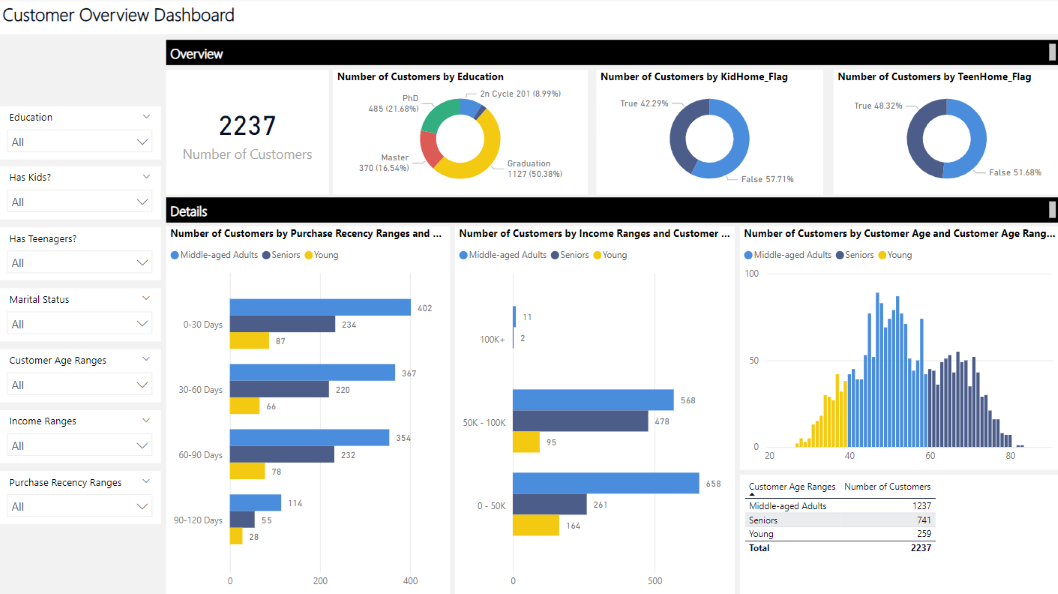 Customer Overview Dashboard
Education
All
Has Kids?
All
Has Teenagers?
All
Marital Status
All
Customer Age Ranges
All
Income Ranges
All
Purchase Recency Ranges
All
Overview
2237
Number of Customers
Number of Customers by Education
2n Cycle 201 (8.99%)
PhD
485 (21.68%)
Master
370 (16.54%)
Graduation
1127 (50.38%)
Number of Customers by KidHome_Flag
True 42.29%
False 57.71%
Number of Customers by TeenHome_Flag
True 48.32%
False 51.68%
Details
Number of Customers by Purchase Recency Ranges and ...
Middle-aged Adults Seniors Young
402
0-30 Days 234
87
367
30-60 Days 220
66
354
60-90 Days 232
78
114
90-120 Days 55
28
0 200 400
Number of Customers by Income Ranges and Customer ...
Middle-aged Adults Seniors Young
11
100K+ 2
568
50K - 100K 478
95
658
0 - 50K 261
164
0 500
Number of Customers by Customer Age and Customer Age Rang...
Middle-aged Adults Seniors Young
100
50
0
20 40 60 80
Customer Age Ranges Number of Customers
Middle-aged Adults 1237
Seniors 741
Young 259
Total 2237